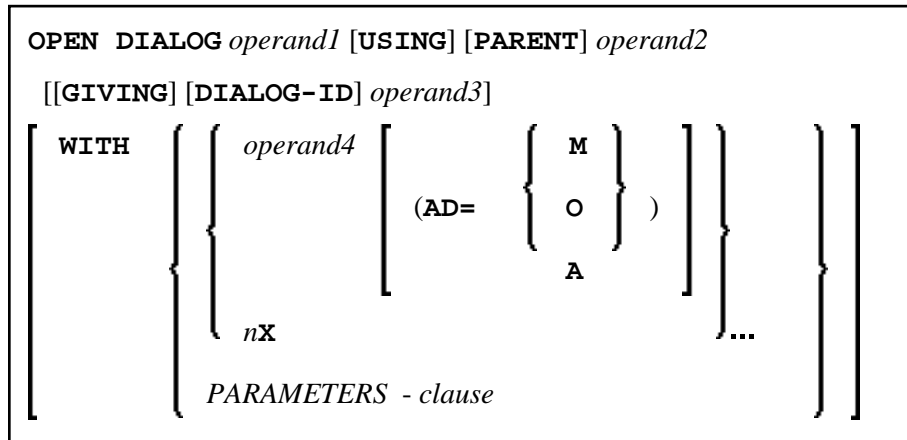 OPEN DIALOG operand1 [USING] [PARENT] operand2
[[GIVING] [DIALOG-ID] operand3]
WITH operand4 (AD= M
O )
A
nX ...
PARAMETERS - clause